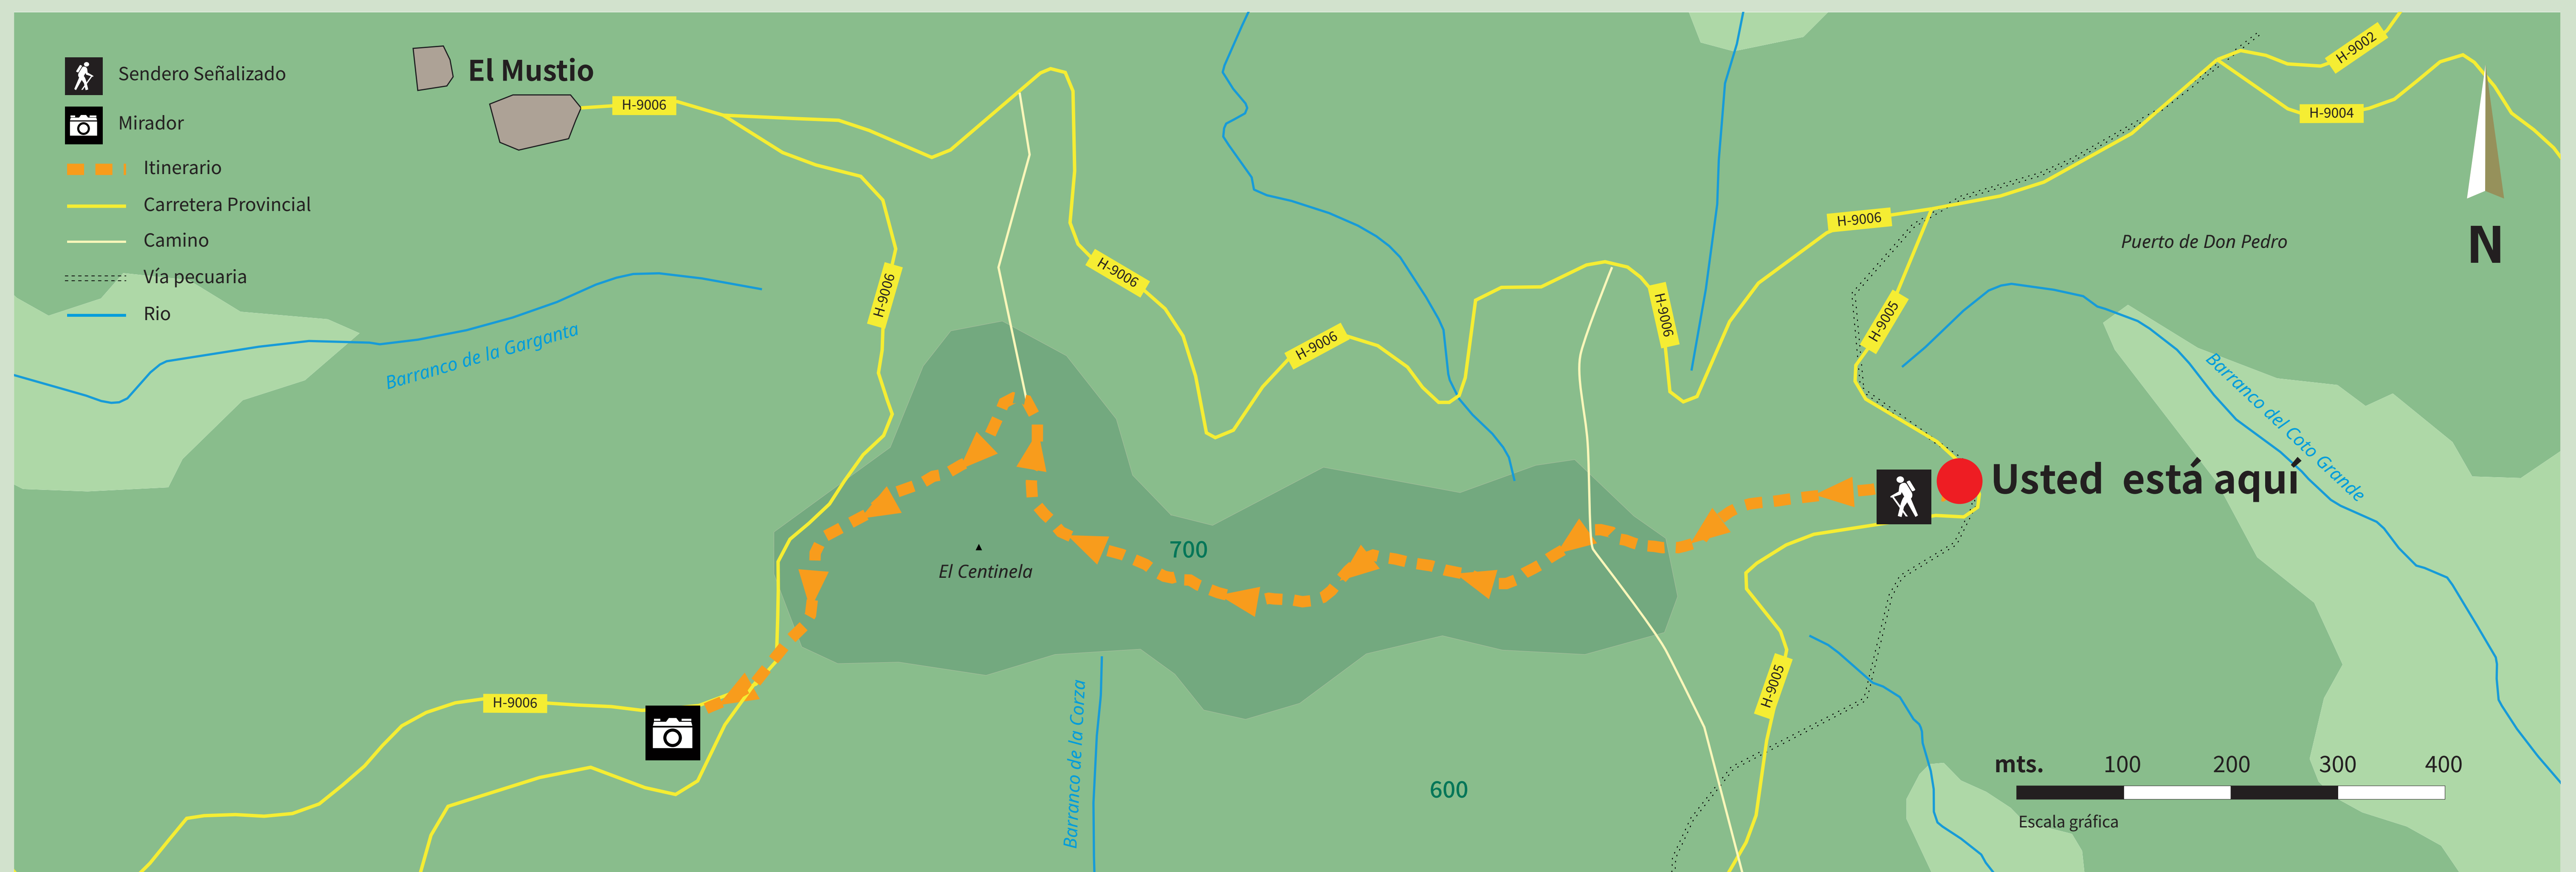 Sendero Señalizado
Mirador
Itinerario
Carretera Provincial
Camino
Vía pecuaria
Rio
El Mustio
H-9006
H-9006
H-9006
H-9006
H-9006
H-9006
H-9002
H-9004
H-9005
Puerto de Don Pedro
N
Barranco de la Garganta
Barranco del Coto Grande
Usted está aquí
700
El Centinela
H-9006
Barranco de la Corza
H-9005
600
mts. 100 200 300 400
Escala gráfica